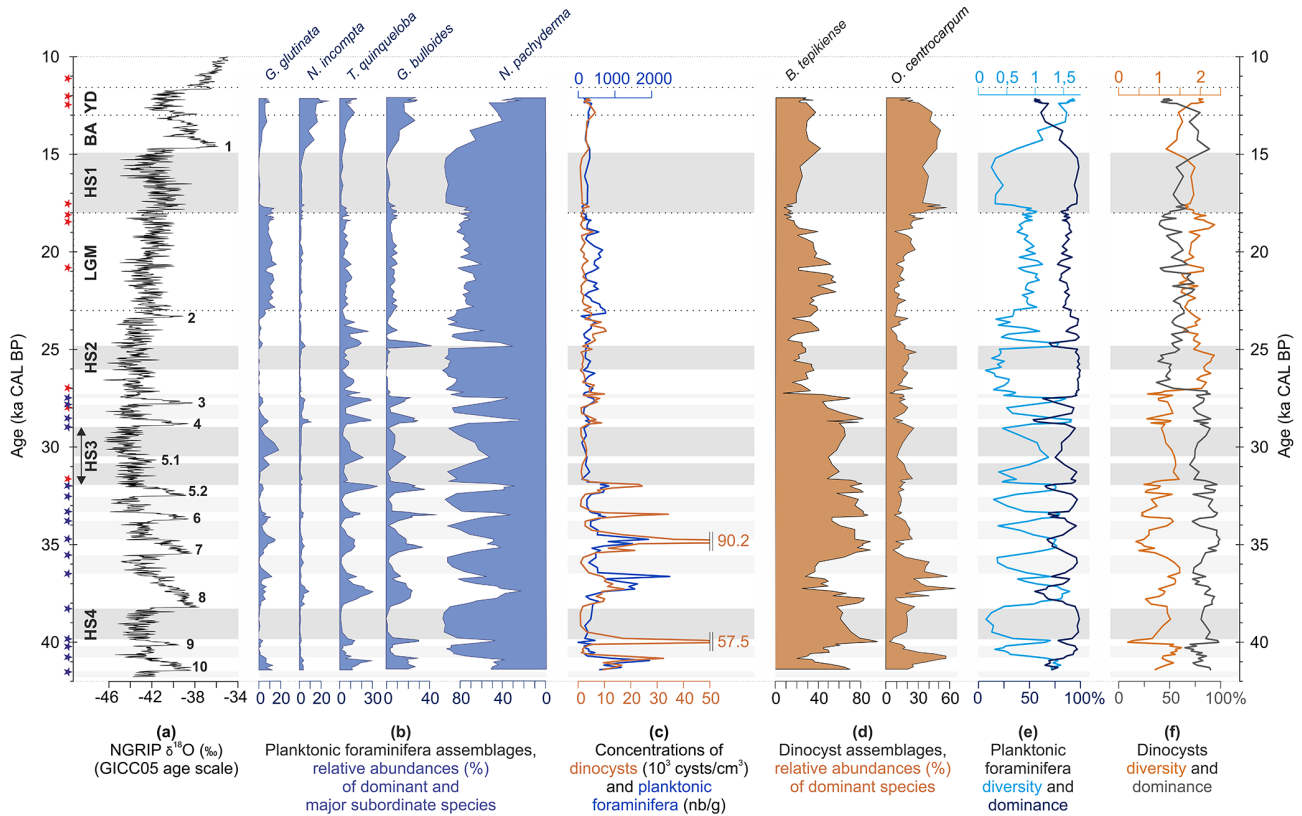 G. glutinata
N. incompta
T. quinqueloba
G. bulloides
N. pachyderma
B. tepikiense
O. centrocarpum
0 1000 2000
0 0,5 1 1,5
0 1 2
10
15
20
25
30
35
40
Age (ka CAL BP)
YD
BA
HS1
LGM
HS2
HS3
HS4
1
2
3
4
5.1
5.2
6
7
8
9
10
90.2
57.5
10
15
20
25
30
35
40
Age (ka CAL BP)
-46 -42 -38 -34
0 20 0 20 0 20 0 40 80 40 0
0 10 20 30 40 50
0 40 80 0 30 60
0 50 100%
0 50 100%
(a)
NGRIP δ18O (‰)
(GICC05 age scale)
(b)
Planktonic foraminifera assemblages,
relative abundances (%)
of dominant and
major subordinate species
(c)
Concentrations of
dinocysts (10³ cysts/cm³)
and planktonic
foraminifera (nb/g)
(d)
Dinocyst assemblages,
relative abundances (%)
of dominant species
(e)
Planktonic
foraminifera
diversity and
dominance
(f)
Dinocysts
diversity and
dominance